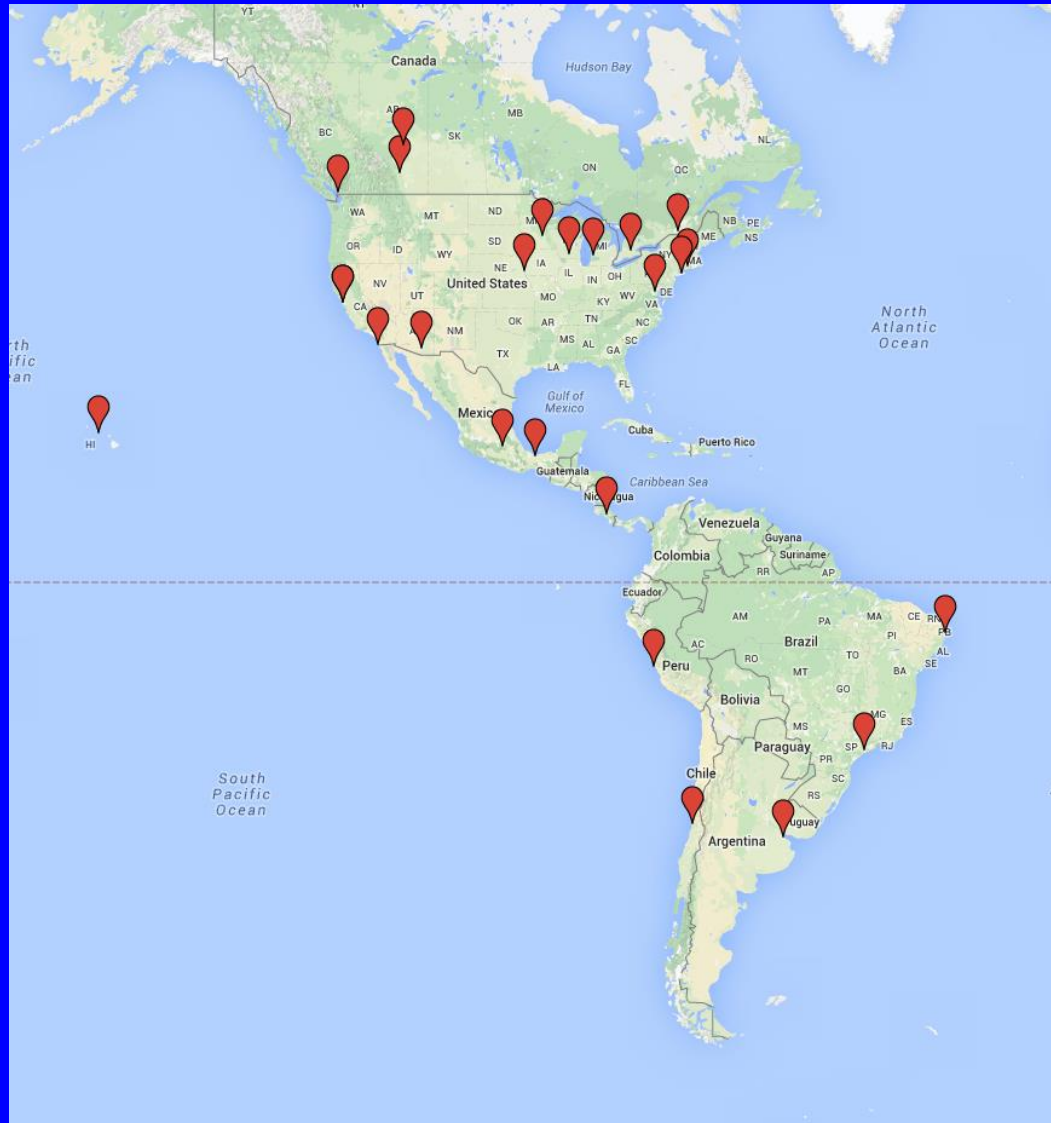 YT
NT
Canada
Hudson Bay
AB
BC
SK
MB
NL
ON
QC
NB
PE
NS
WA
MT
ND
ME
OR
ID
SD
MI
NY
MA
WY
NE
IA
IL
IN
OH
NV
UT
United States
DE
CA
MO
KY
WV
VA
OK
AR
TN
NC
NM
MS
AL
GA
SC
TX
LA
FL
North
Atlantic
Ocean
Gulf of
Mexico
Mexico
Cuba
Puerto Rico
HI
Guatemala
Caribbean Sea
Nicaragua
Venezuela
Guyana
Suriname
Colombia
RR
AP
Ecuador
AM
PA
MA
CE
RN
PB
PI
AC
Brazil
TO
AL
SE
Peru
RO
MT
BA
GO
Bolivia
MG
ES
MS
Paraguay
SP
RJ
PR
SC
Chile
RS
South
Pacific
Ocean
Uruguay
Argentina